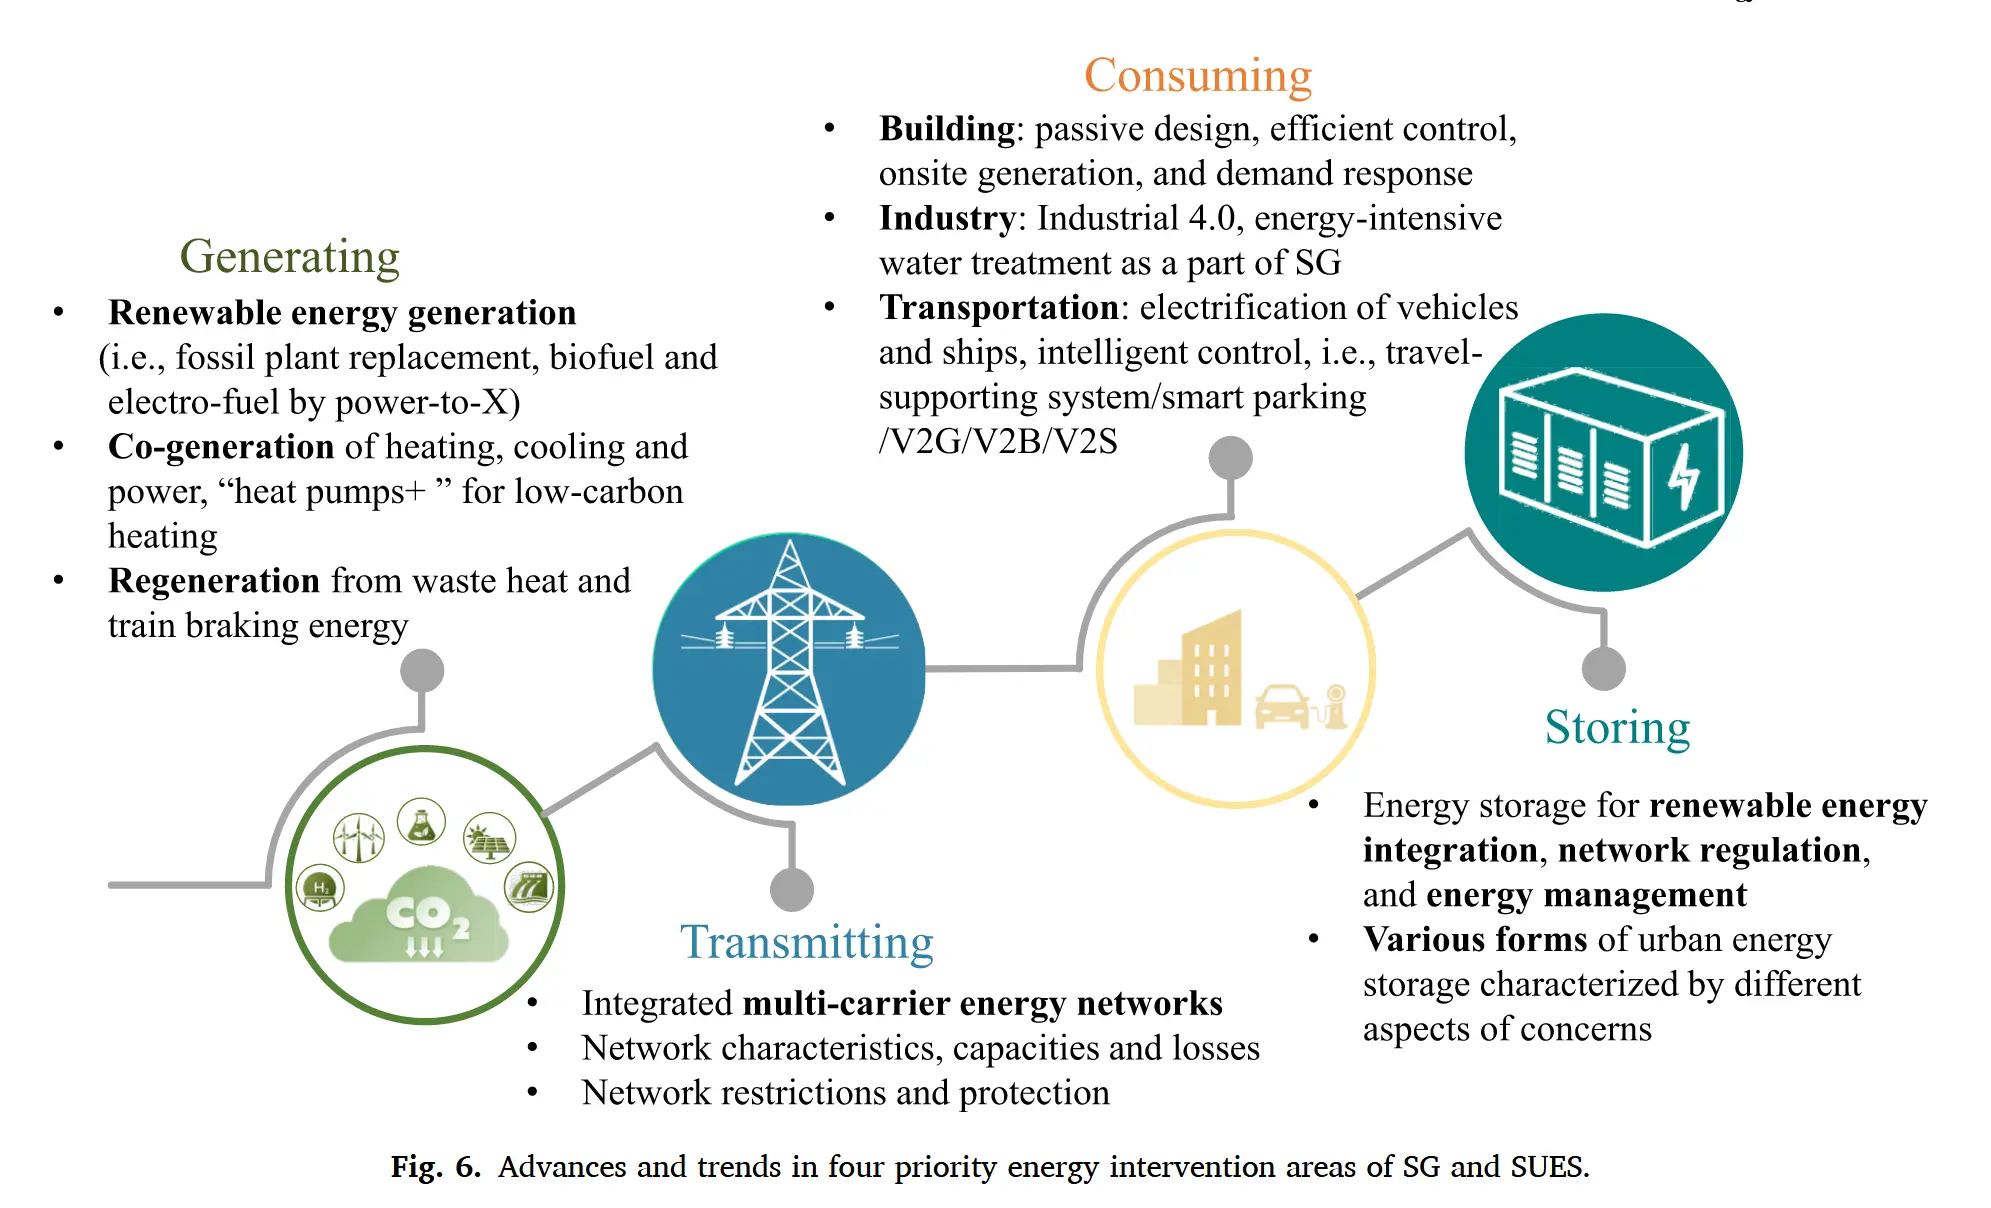 Consuming
• Building: passive design, efficient control,
onsite generation, and demand response
• Industry: Industrial 4.0, energy-intensive
water treatment as a part of SG
• Transportation: electrification of vehicles
and ships, intelligent control, i.e., travel-
supporting system/smart parking
/V2G/V2B/V2S
Generating
• Renewable energy generation
(i.e., fossil plant replacement, biofuel and
electro-fuel by power-to-X)
• Co-generation of heating, cooling and
power, “heat pumps+ ” for low-carbon
heating
• Regeneration from waste heat and
train braking energy
H2
CO2
Transmitting
• Integrated multi-carrier energy networks
• Network characteristics, capacities and losses
• Network restrictions and protection
Storing
• Energy storage for renewable energy
integration, network regulation,
and energy management
• Various forms of urban energy
storage characterized by different
aspects of concerns
Fig. 6. Advances and trends in four priority energy intervention areas of SG and SUES.